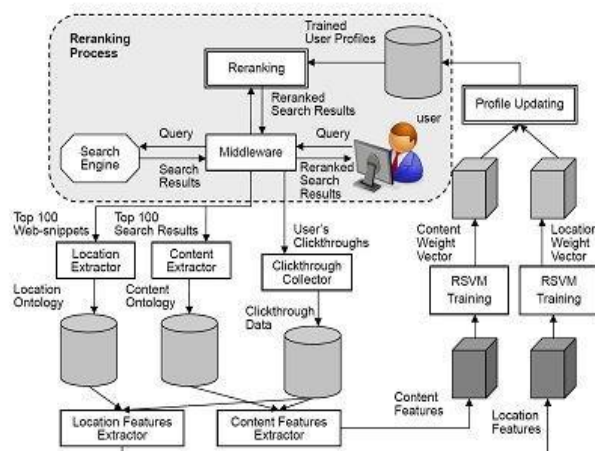 Reranking
Process
Trained
User Profiles
Reranking
Reranked
Search Results
Profile Updating
user
Query
Query
Search
Engine
Middleware
Search
Results
Reranked
Search
Results
Content
Weight
Vector
Location
Weight
Vector
Top 100
Web-snippets
Top 100
Search Results
User's
Clickthroughs
Location
Extractor
Content
Extractor
Clickthrough
Collector
RSVM
Training
RSVM
Training
Location
Ontology
Content
Ontology
Clickthrough
Data
Content
Features
Location
Features
Location Features
Extractor
Content Features
Extractor